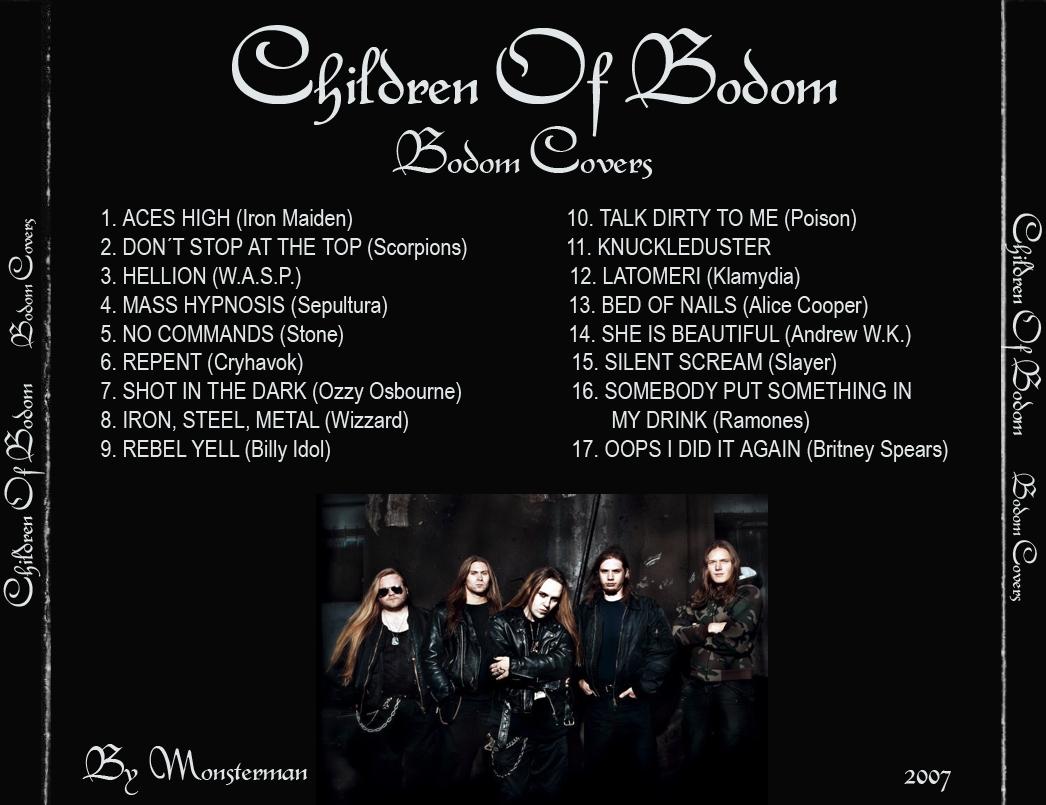 Children Of Bodom
Bodom Covers
1. ACES HIGH (Iron Maiden)
2. DON´T STOP AT THE TOP (Scorpions)
3. HELLION (W.A.S.P.)
4. MASS HYPNOSIS (Sepultura)
5. NO COMMANDS (Stone)
6. REPENT (Cryhavok)
7. SHOT IN THE DARK (Ozzy Osbourne)
8. IRON, STEEL, METAL (Wizzard)
9. REBEL YELL (Billy Idol)
10. TALK DIRTY TO ME (Poison)
11. KNUCKLEDUSTER
12. LATOMERI (Klamydia)
13. BED OF NAILS (Alice Cooper)
14. SHE IS BEAUTIFUL (Andrew W.K.)
15. SILENT SCREAM (Slayer)
16. SOMEBODY PUT SOMETHING IN
MY DRINK (Ramones)
17. OOPS I DID IT AGAIN (Britney Spears)
By Monsterman
2007
Children Of Bodom Bodom Covers
Children Of Bodom Bodom Covers